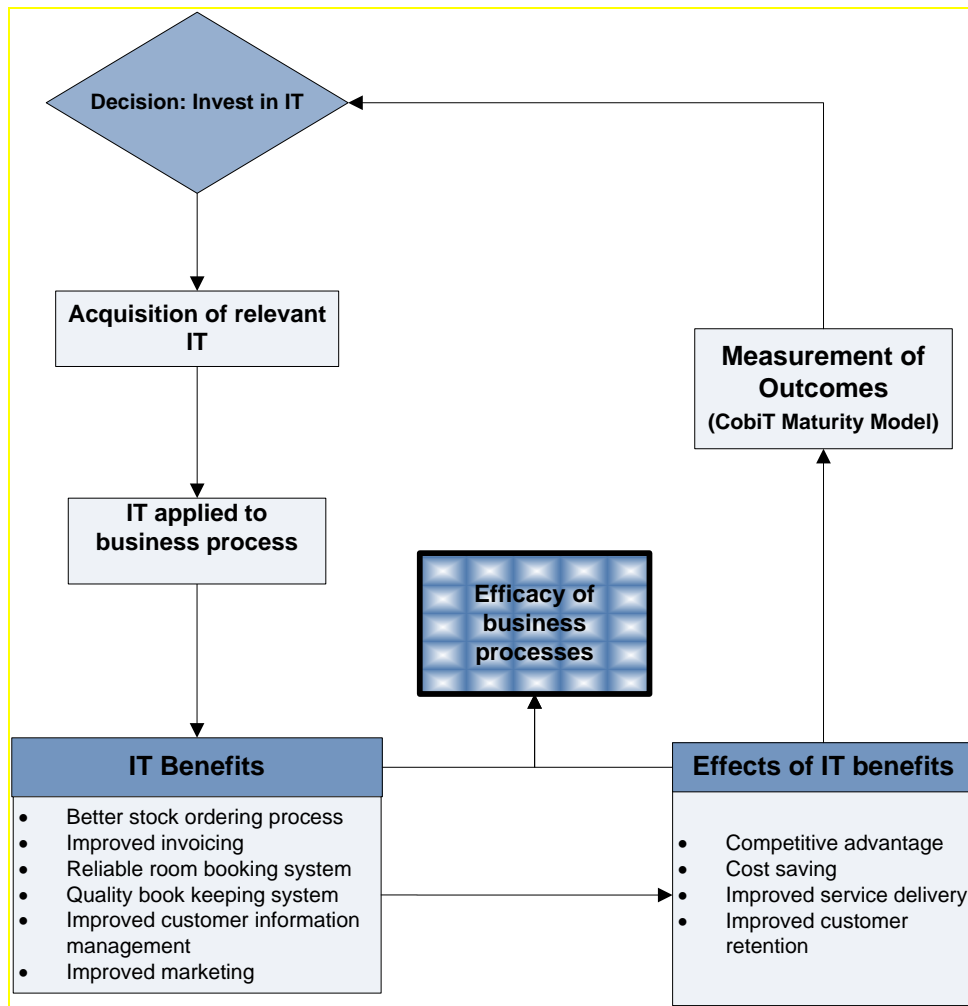 Decision: Invest in IT
Acquisition of relevant
IT
Measurement of
Outcomes
(CobiT Maturity Model)
IT applied to
business process
Efficacy of
business
processes
IT Benefits
• Better stock ordering process
• Improved invoicing
• Reliable room booking system
• Quality book keeping system
• Improved customer information
management
• Improved marketing
Effects of IT benefits
• Competitive advantage
• Cost saving
• Improved service delivery
• Improved customer
retention